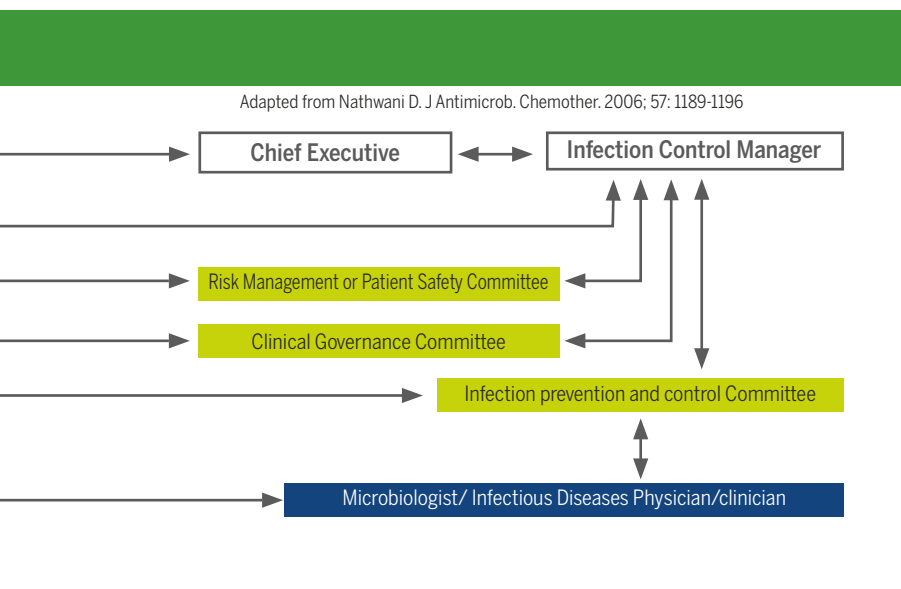 Adapted from Nathwani D. J Antimicrob. Chemother. 2006; 57: 1189-1196
Chief Executive
Infection Control Manager
Risk Management or Patient Safety Committee
Clinical Governance Committee
Infection prevention and control Committee
Microbiologist/ Infectious Diseases Physician/clinician